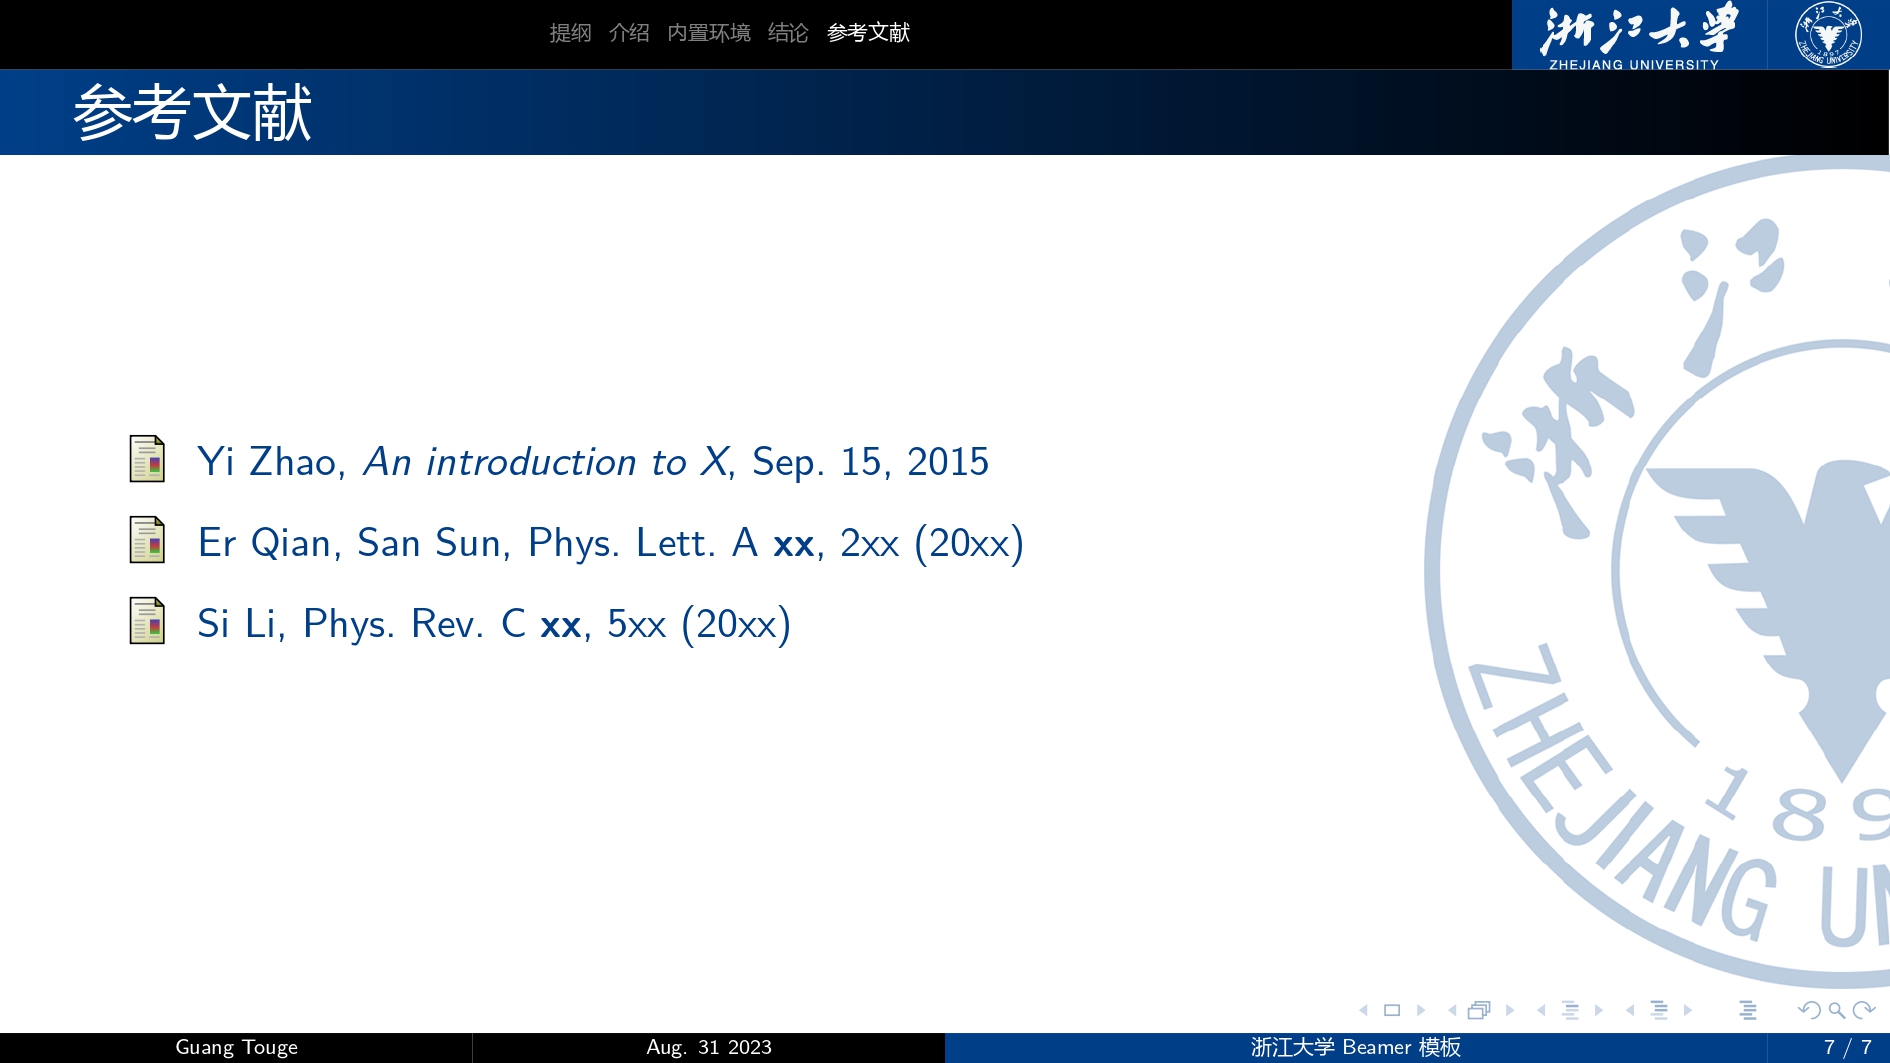 提纲 介绍 内置环境 结论 参考文献
浙江大学
ZHEJIANG UNIVERSITY
参考文献
浙江
Yi Zhao, An introduction to X, Sep. 15, 2015
Er Qian, San Sun, Phys. Lett. A xx, 2xx (20xx)
Si Li, Phys. Rev. C xx, 5xx (20xx)
189
ZHEJIANG UN
Guang Touge Aug. 31 2023 浙江大学 Beamer 模板 7 / 7